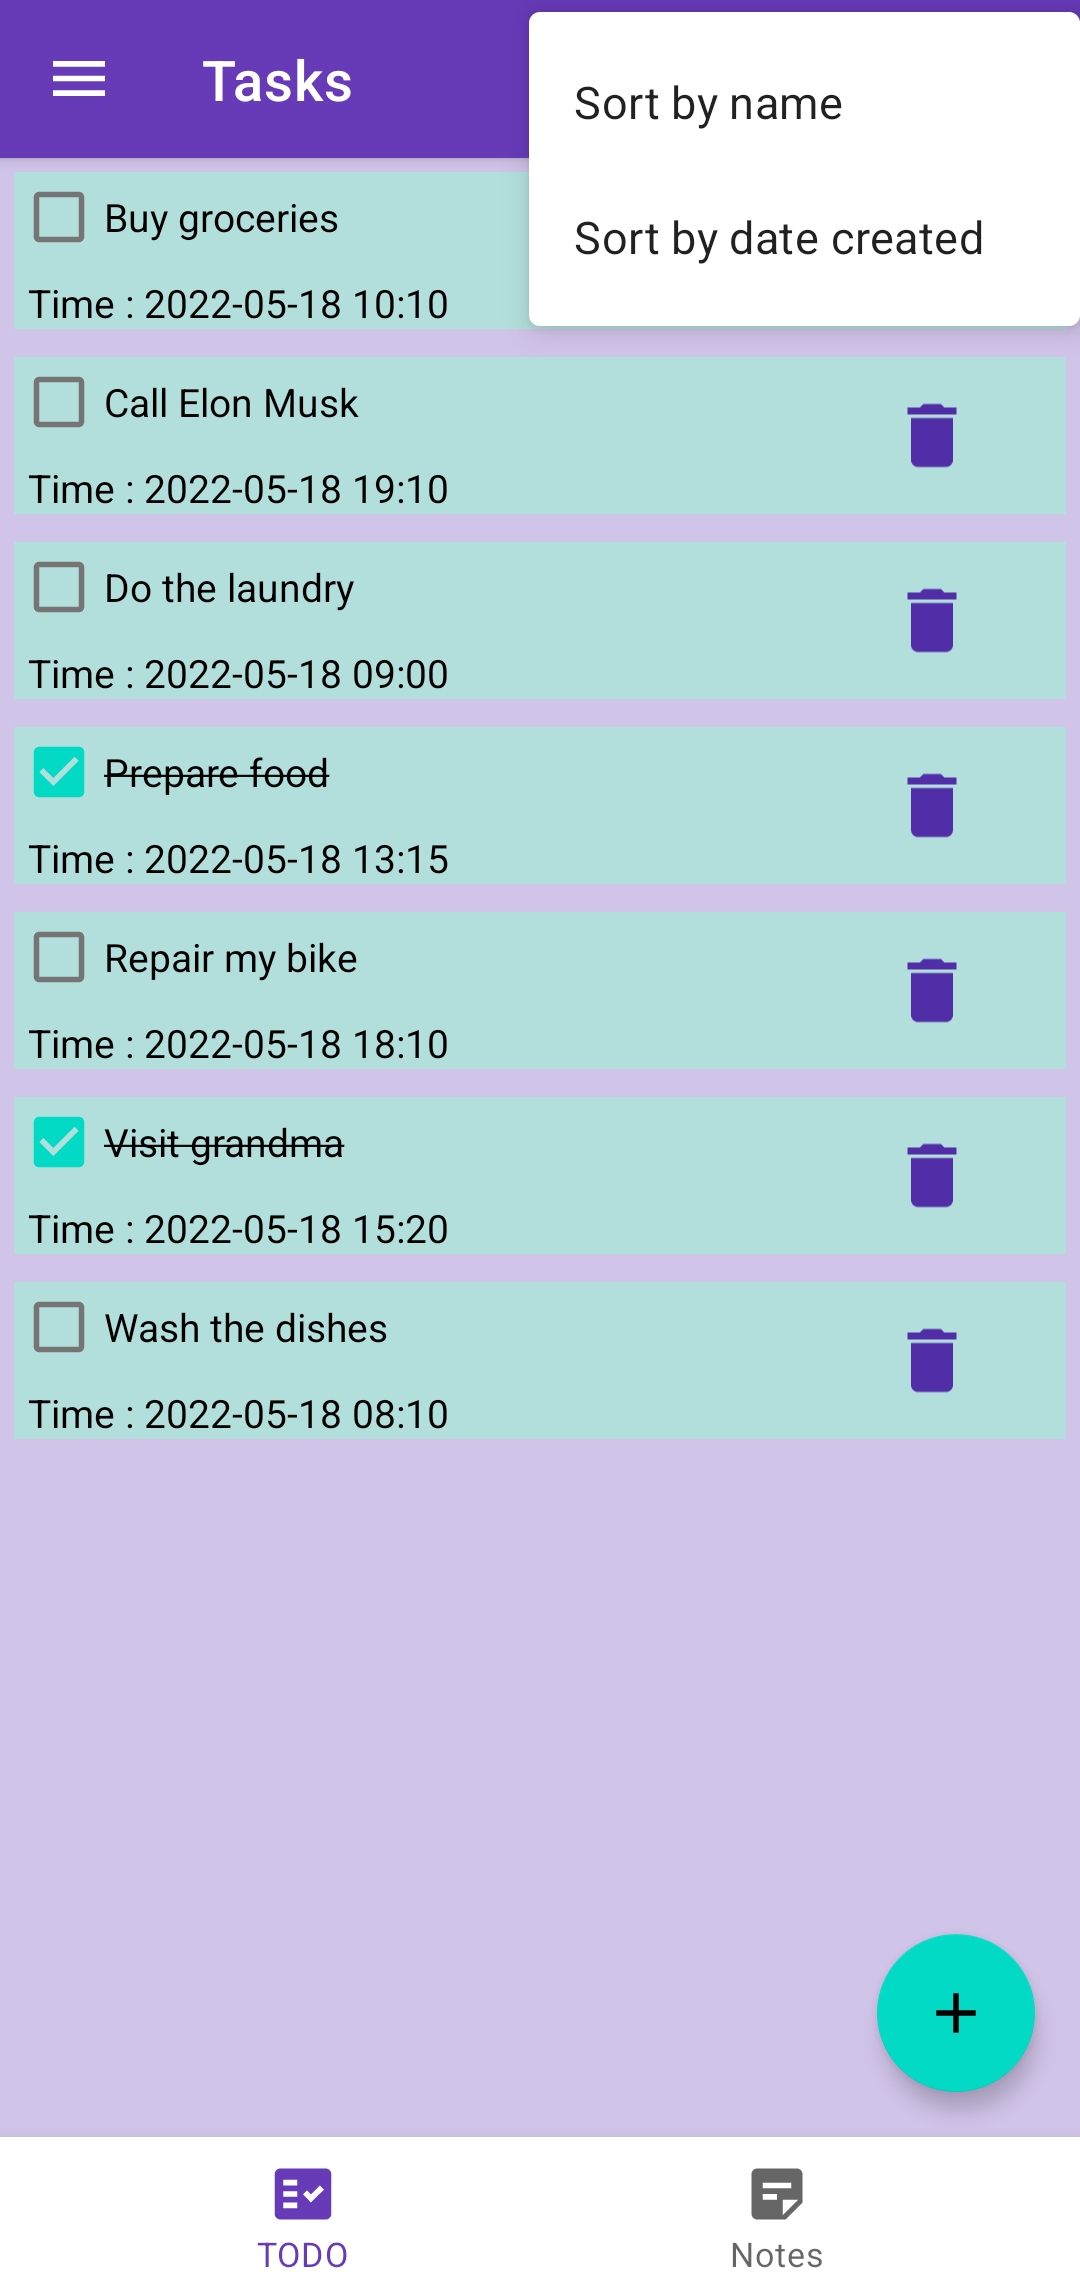 Tasks
Sort by name
Sort by date created
Buy groceries
Time : 2022-05-18 10:10
Call Elon Musk
Time : 2022-05-18 19:10
Do the laundry
Time : 2022-05-18 09:00
Prepare food
Time : 2022-05-18 13:15
Repair my bike
Time : 2022-05-18 18:10
Visit grandma
Time : 2022-05-18 15:20
Wash the dishes
Time : 2022-05-18 08:10
TODO
Notes